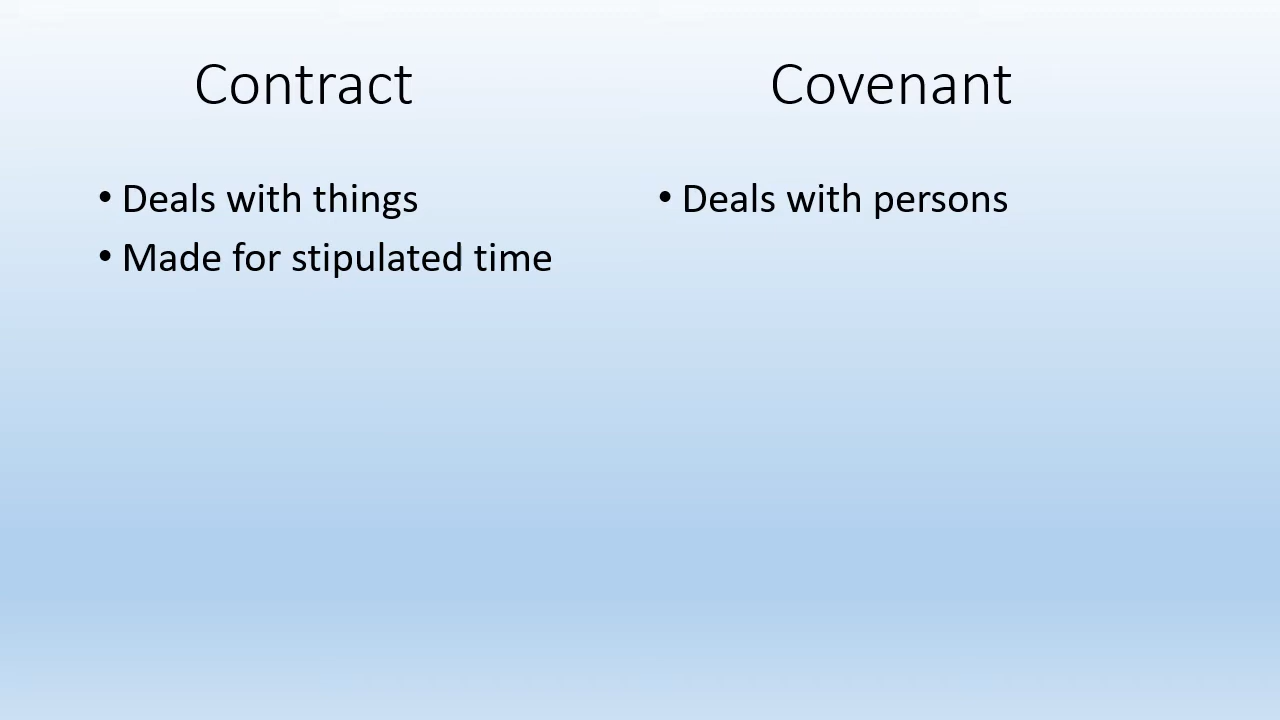 Contract
• Deals with things
• Made for stipulated time
Covenant
• Deals with persons